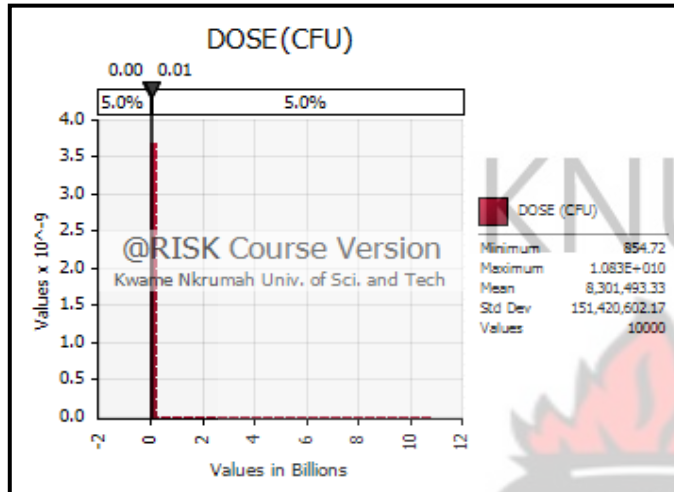 DOSE(CFU)
0.00 0.01
5.0% 5.0%
4.0
3.5
3.0
2.5
2.0
1.5
1.0
0.5
0.0
Values x 10^-9
@RISK Course Version
Kwame Nkrumah Univ. of Sci. and Tech
-2 0 2 4 6 8 10 12
Values in Billions
KNU
DOSE (CFU)
Minimum 854.72
Maximum 1.083E+010
Mean 8,301,493.33
Std Dev 151,420,602.17
Values 10000